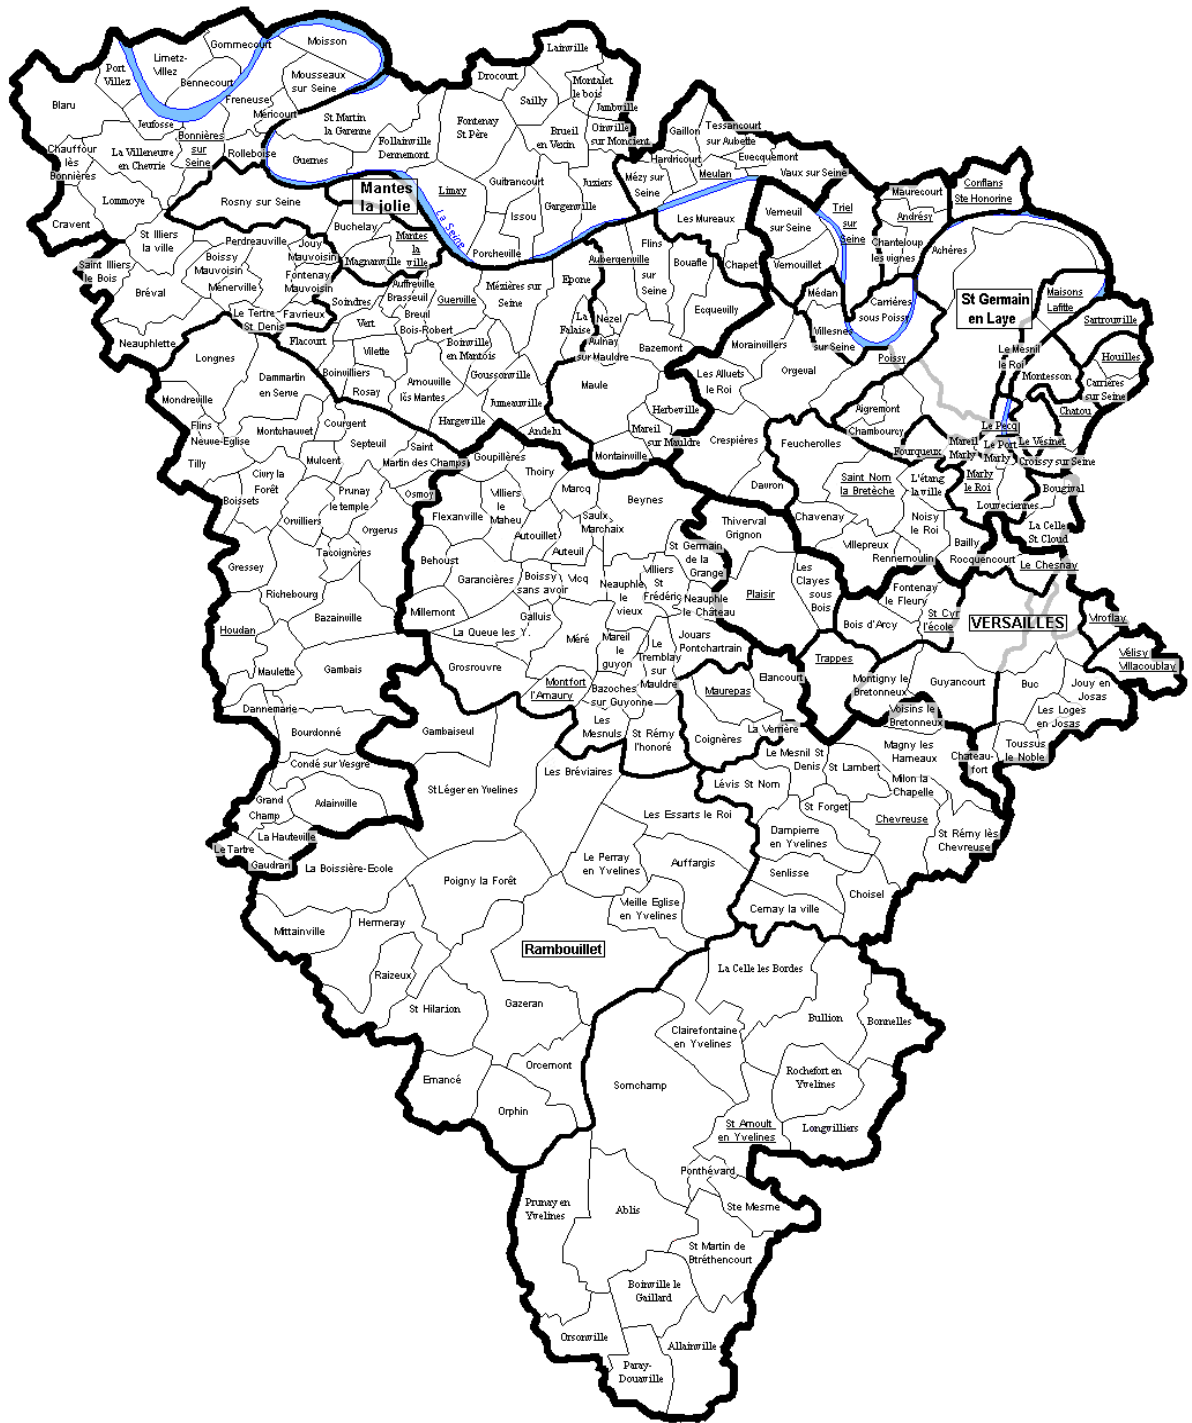 Lainville
Gommecourt
Moisson
Limetz-
Villez
Port
Villez
Bennecourt
Mousseaux
sur Seine
Drocourt
Sailly
Montalet
le bois
Blaru
Freneuse
Jambville
Jeufosse
Méricourt
St Martin
la Garenne
Fontenay
St Père
Brueil
en Vexin
Oinville
sur Moncient
Gaillon
Tessancourt
sur Aubette
Bonnières
sur
Seine
Follainville
Dennemont
Chauffour
lès
Bonnières
La Villeneuve
en Chevrie
Rolleboise
Guernes
Hardricourt
Evecquemont
Mézy sur
Seine
Meulan
Vaux sur Seine
Lommoye
Rosny sur Seine
Mantes
la jolie
Limay
Guitrancourt
Juziers
Maurecourt
Conflans
Ste Honorine
Issou
Gargenville
Les Mureaux
Verneuil
sur Seine
Triel
sur
Seine
Andrésy
Cravent
St Illiers
la ville
Buchelay
La Seine
Mantes
la
ville
Perdreauville
Jouy
Mauvoisin
Porcheville
Flins
sur
Seine
Chanteloup
les vignes
Achères
Saint Illiers
le Bois
Boissy
Mauvoisin
Magnanville
Aubergenville
Bouafle
Chapet
Vernouillet
Fontenay
Mauvoisin
Bréval
Ménerville
Auffreville
Brasseuil
Mézières sur
Seine
Epone
Médan
Carrières
sous Poissy
St Germain
en Laye
Maisons
Lafitte
Soindres
Guerville
Ecquevilly
Le Tertre
St Denis
Favrieux
Breuil
Bois-Robert
La
Falaise
Nezel
Sartrouville
Neauphlette
Flacourt
Vert
Villesnes
sur Seine
Boinville
en Mantois
Aulnay
sur Mauldre
Bazemont
Morainvillers
Poissy
Le Mesnil
le Roi
Houilles
Longnes
Villette
Orgeval
Montesson
Boinvilliers
Goussonville
Maule
Les Alluets
le Roi
Carrières
sur Seine
Dammartin
en Serve
Rosay
Arnouville
lès Mantes
Mondreville
Jumeauville
Herbeville
Aigremont
Chatou
Flins
Neuve-Eglise
Courgent
Hargeville
Andelu
Mareil
sur Mauldre
Chambourcy
Le Pecq
Montchauvet
Septeuil
Saint
Martin des Champs
Crespières
Feucherolles
Fourqueux
Mareil
Marly
Le Port
Marly
Le Vésinet
Croissy sur Seine
Tilly
Mulcent
Goupillères
Montainville
Civry la
Forêt
Thoiry
Marcq
Beynes
Davron
Saint Nom
la Bretèche
L'étang
la ville
Marly
le Roi
Bougival
Boissets
Prunay
le temple
Osmoy
Villiers
le
Maheu
Saulx
Marchaix
Louveciennes
Orvilliers
Orgerus
Flexanville
Autouillet
Thiverval
Grignon
Chavenay
Noisy
le Roi
La Celle
St Cloud
Tacoignères
Behoust
Auteuil
St Germain
de la
Grange
Villepreux
Bailly
Rennemoulin
Rocquencourt
Le Chesnay
Gressey
Garancières
Boissy
sans avoir
Vicq
Neauphle
le
vieux
Villiers
St
Frédéric
Les
Clayes
sous
Bois
Richebourg
Neauphle
le Château
Plaisir
Fontenay
le Fleury
Millemont
Galluis
St Cyr
l'école
VERSAILLES
Viroflay
Houdan
Bazainville
La Queue les Y.
Méré
Mareil
le
guyon
Le
Tremblay
sur
Mauldre
Jouars
Pontchartrain
Bois d'Arcy
Vélisy
Villacoublay
Maulette
Gambais
Grosrouvre
Trappes
Montfort
l'Amaury
Bazoches
sur Guyonne
Maurepas
Elancourt
Montigny le
Bretonneux
Guyancourt
Buc
Jouy en
Josas
Dannemarie
Les
Mesnuls
St Rémy
l'honoré
Coignères
La Verrière
Voisins le
Bretonneux
Les Loges
en Josas
Bourdonné
Gambaiseul
Le Mesnil St
Denis
Magny les
Hameaux
Chateau-
fort
Toussus
le Noble
Condé sur Vesgre
Les Bréviaires
St Lambert
Milon la
Chapelle
St Léger en Yvelines
Lévis St Nom
Grand
Champ
Adainville
Les Essarts le Roi
St Forget
Chevreuse
La Hauteville
Dampierre
en Yvelines
St Rémy lès
Chevreuse
Le Tartre
Gaudran
La Boissière-Ecole
Le Perray
en Yvelines
Auffargis
Senlisse
Poigny la Forêt
Choisel
Vieille Eglise
en Yvelines
Cernay la ville
Mittainville
Hermeray
Rambouillet
Raizeux
La Celle les Bordes
St Hilarion
Gazeran
Bullion
Bonnelles
Clairefontaine
en Yvelines
Emancé
Orcemont
Sornchamp
Rochefort en
Yvelines
Orphin
St Arnoult
en Yvelines
Longvilliers
Ponthévard
Prunay en
Yvelines
Ablis
Ste Mesme
St Martin de
Btréthencourt
Boinville le
Gaillard
Orsonville
Allainville
Paray-
Douaville